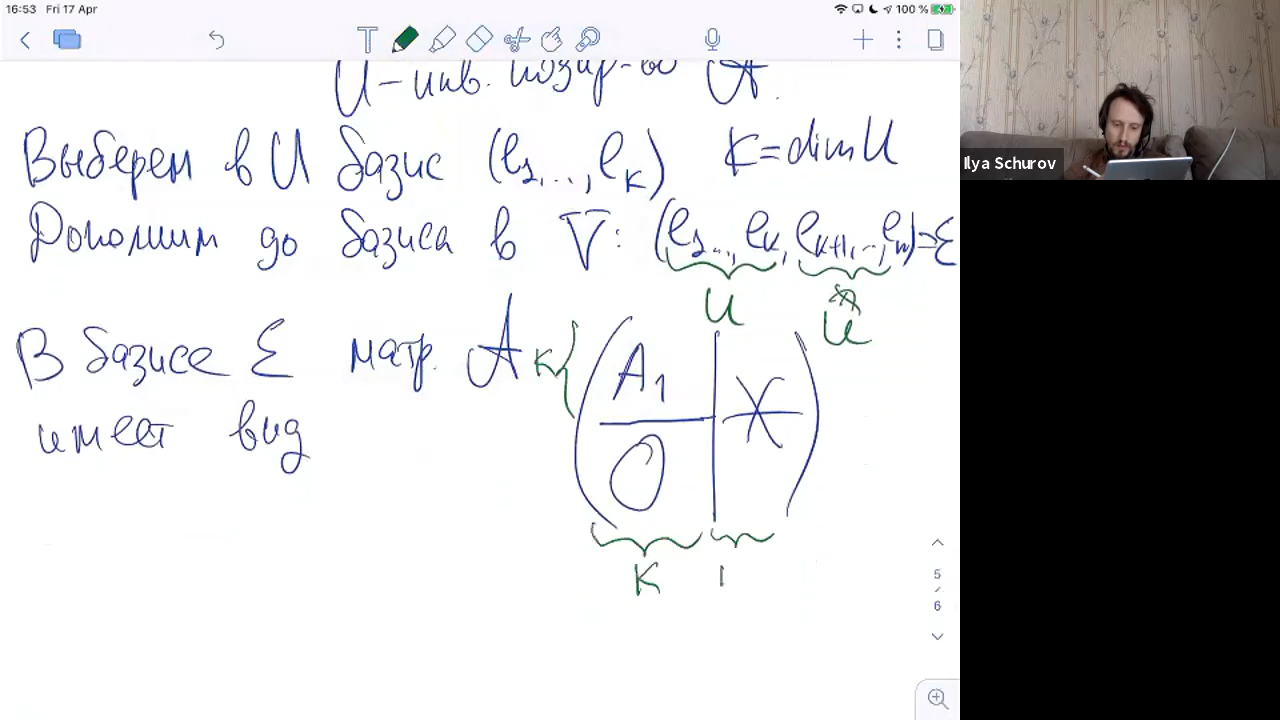 16:53 Fri 17 Apr
100 %
T
U – инв. подпр-во A.
Выберем в U базис (e₁,..., eₖ) K = dim U
Дополним до базиса в V: (e₁..., eₖ, eₖ₊₁,..., eₙ) = ℰ
U U
В базисе ℰ матр. A
имеет вид
K
A₁ *
O
K
Ilya Schurov
5
6